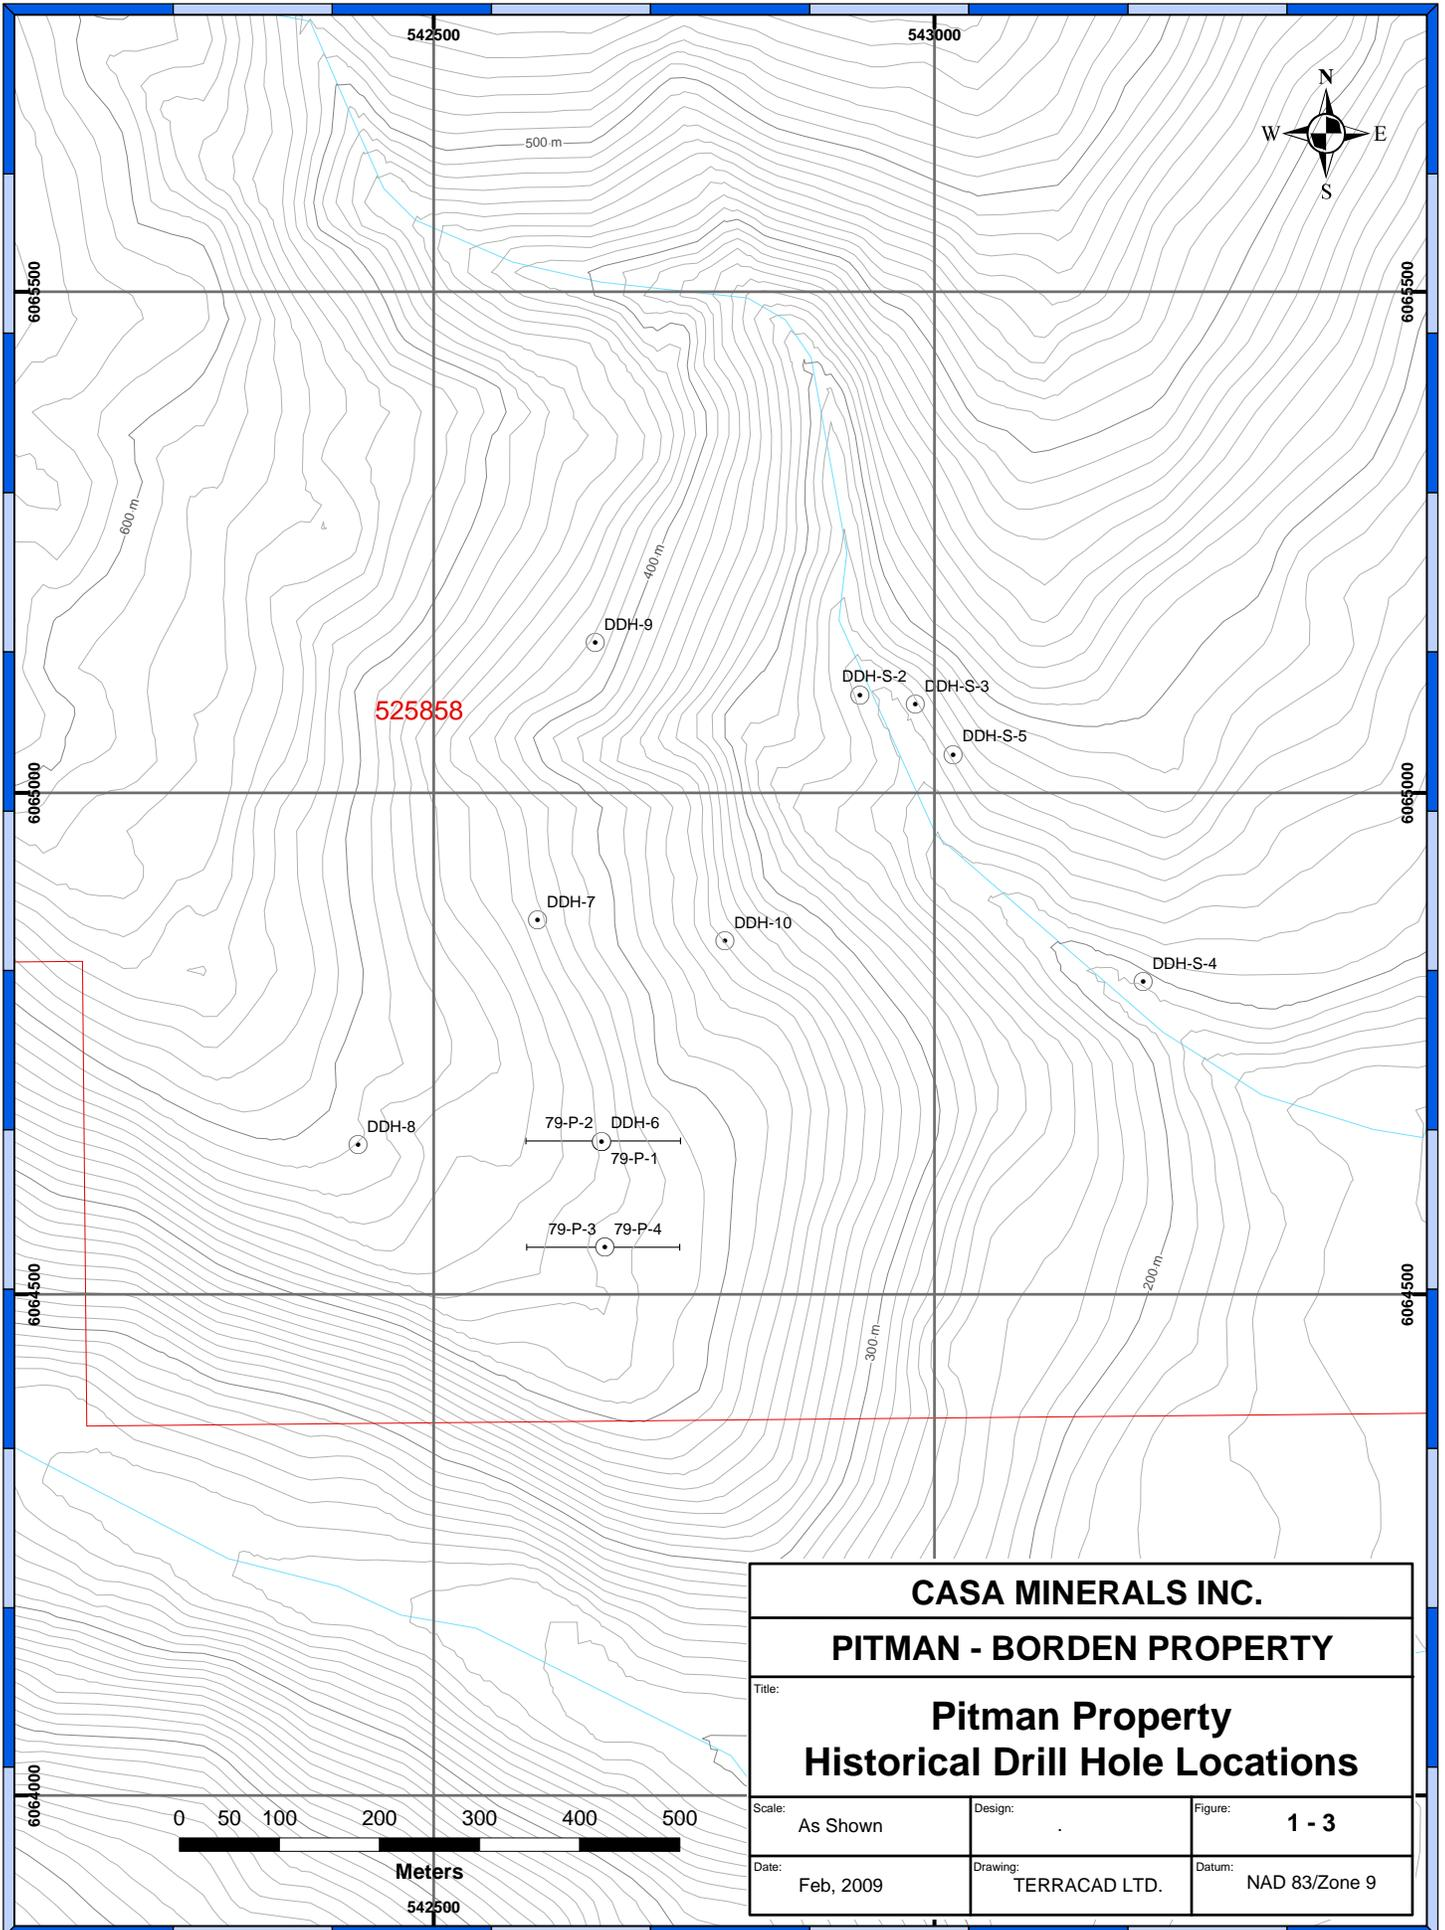 542500
543000
N
W
E
S
500 m
6065500
6065500
600 m
400 m
DDH-9
DDH-S-2
DDH-S-3
525858
DDH-S-5
6065000
6065000
DDH-7
DDH-10
DDH-S-4
DDH-8
79-P-2
DDH-6
79-P-1
79-P-3
79-P-4
200 m
6064500
6064500
300 m
CASA MINERALS INC.
PITMAN - BORDEN PROPERTY
Title:
Pitman Property
Historical Drill Hole Locations
6064000
0 50 100 200 300 400 500
Meters
Scale: As Shown
Design: .
Figure: 1 - 3
Date: Feb, 2009
Drawing: TERRACAD LTD.
Datum: NAD 83/Zone 9
542500